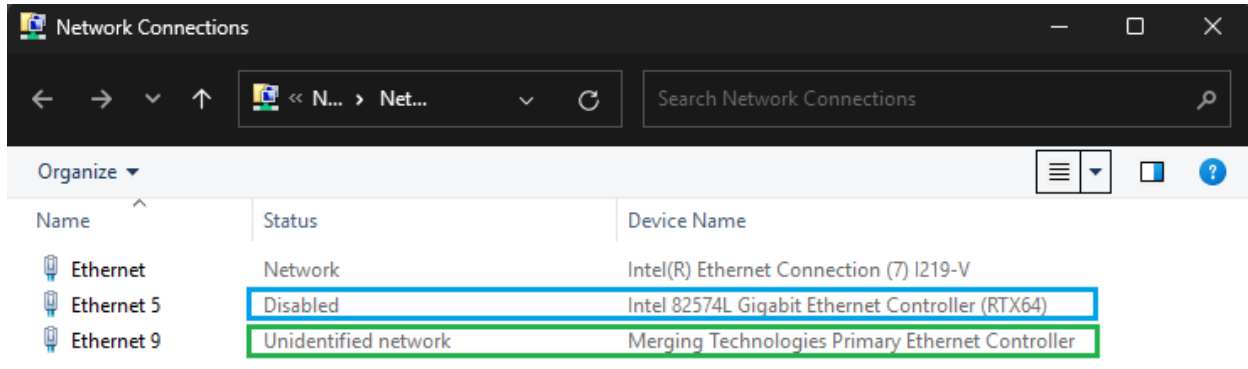 Network Connections
« N... › Net...
Search Network Connections
Organize
?
Name Status Device Name
Ethernet Network Intel(R) Ethernet Connection (7) I219-V
Ethernet 5 Disabled Intel 82574L Gigabit Ethernet Controller (RTX64)
Ethernet 9 Unidentified network Merging Technologies Primary Ethernet Controller